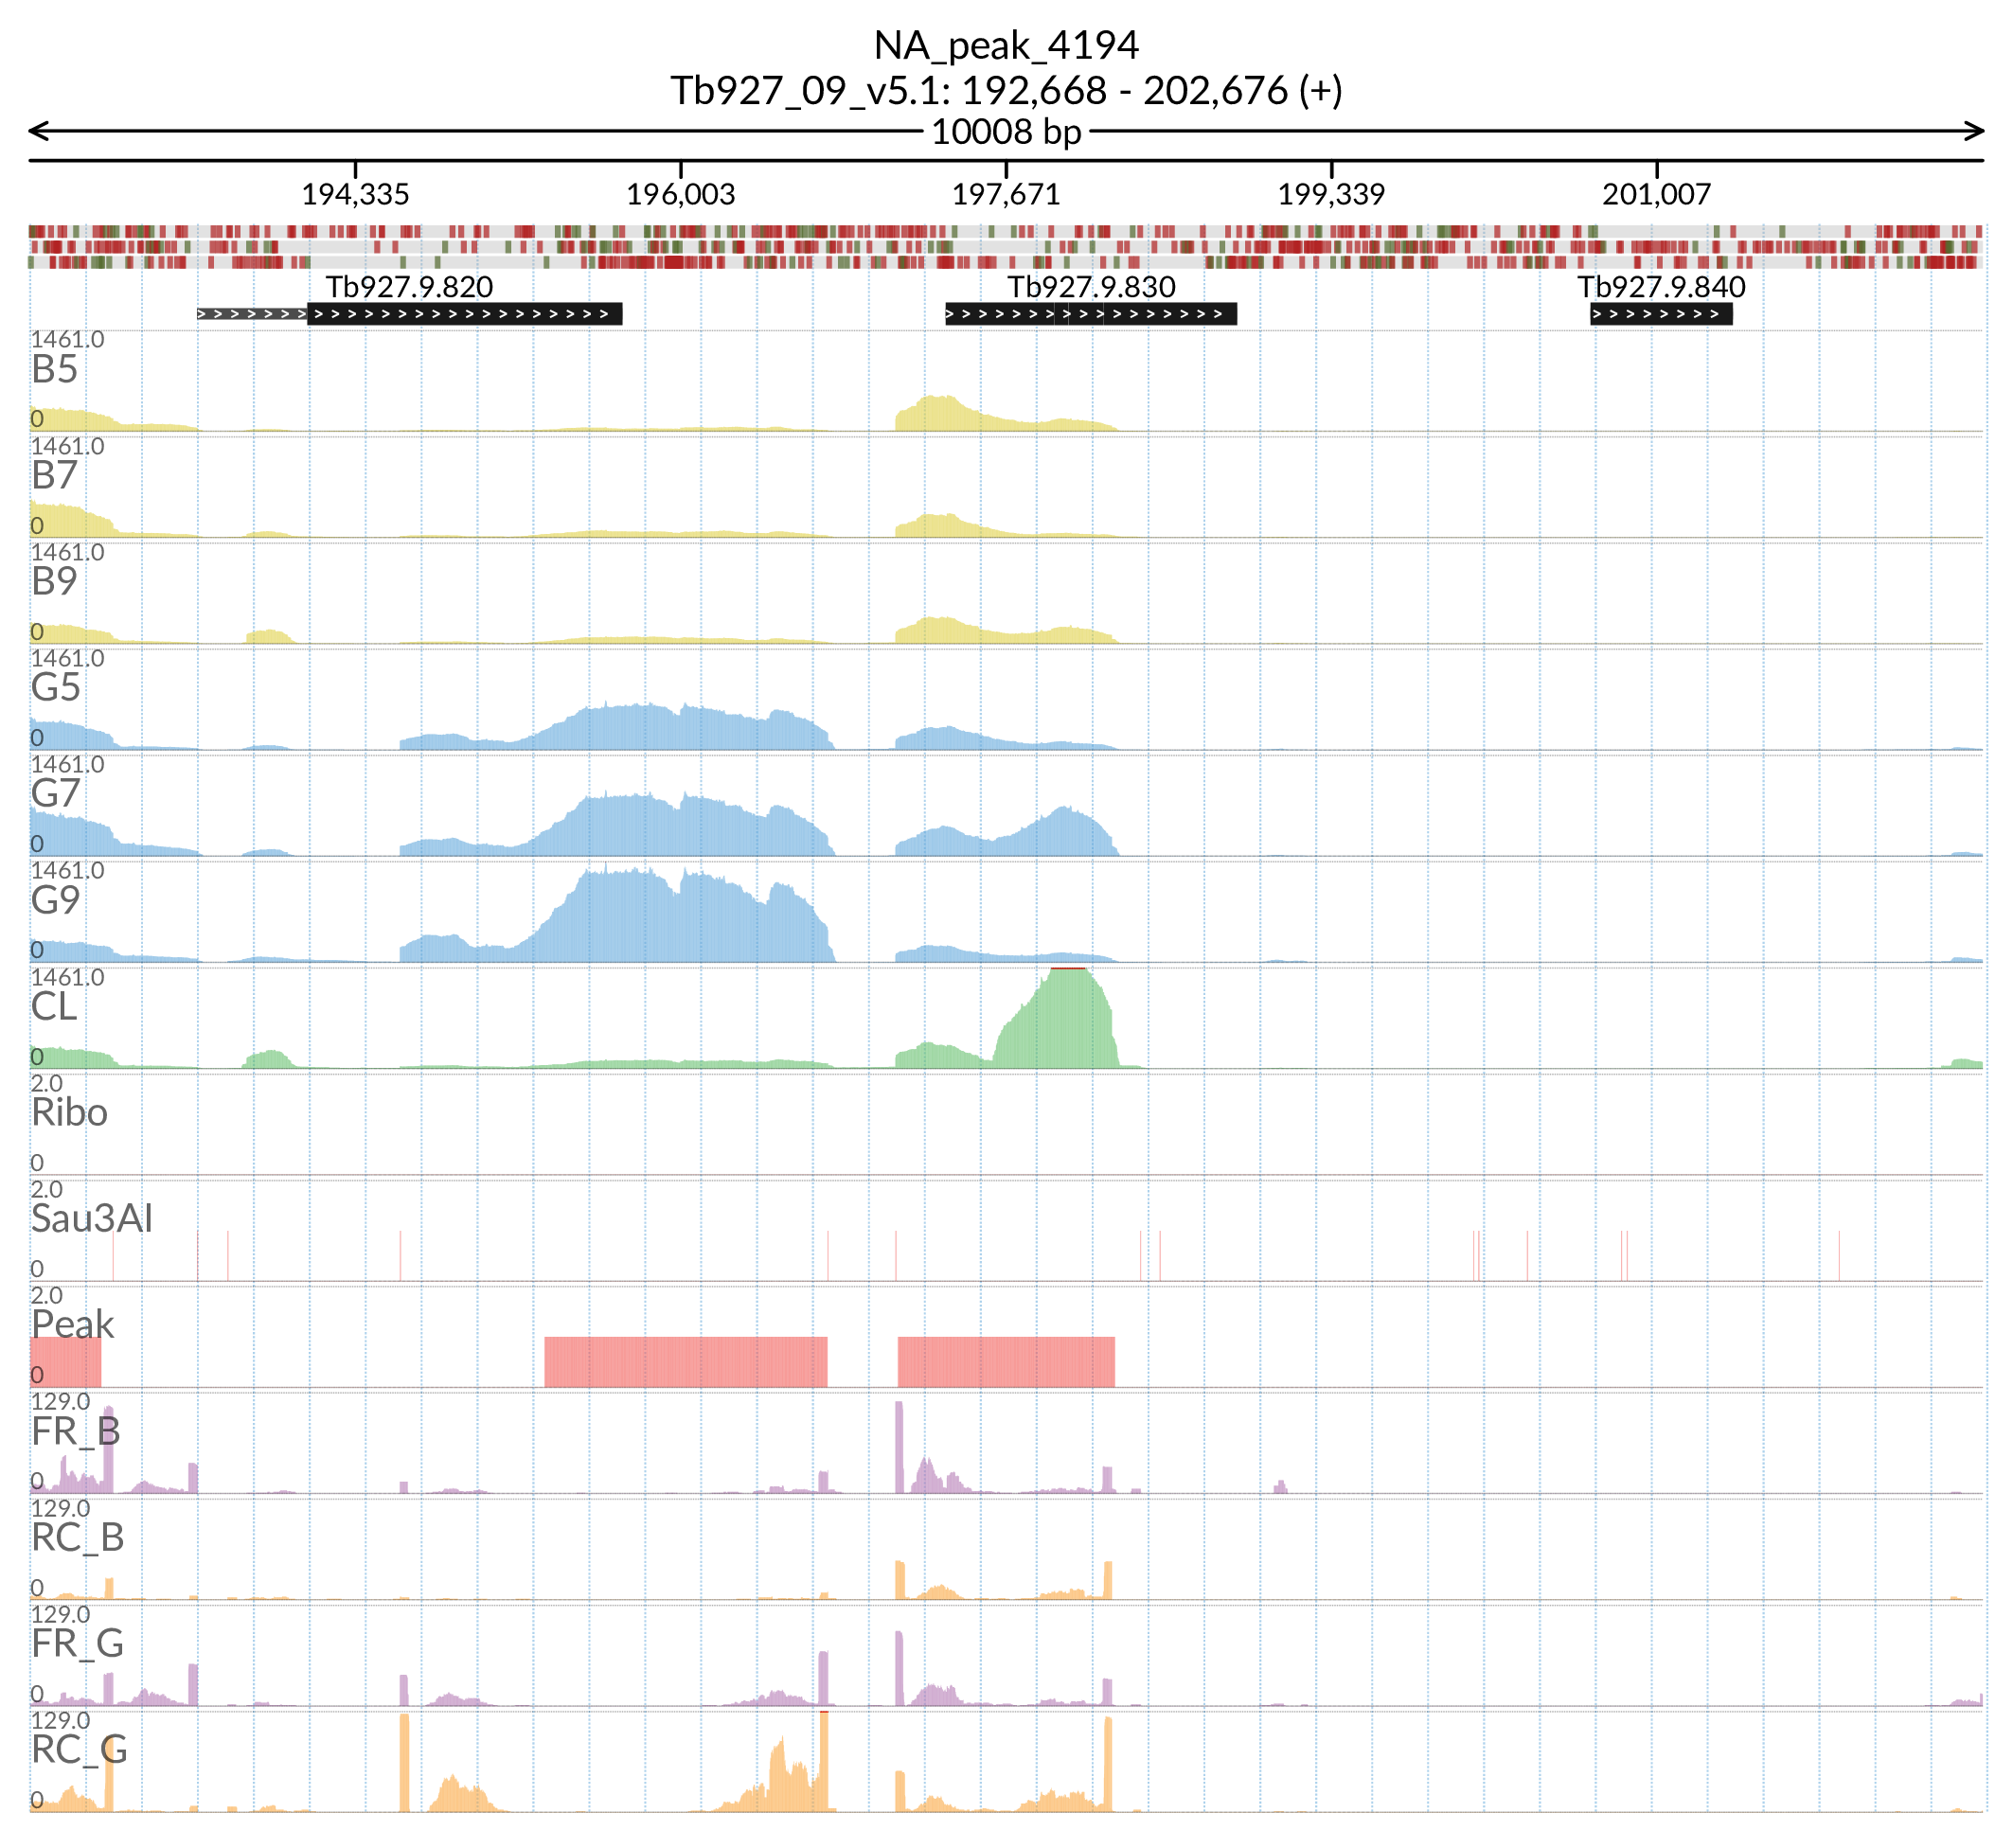 NA_peak_4194
Tb927_09_v5.1: 192,668 - 202,676 (+)
10008 bp
194,335 196,003 197,671 199,339 201,007
Tb927.9.820 Tb927.9.830 Tb927.9.840
1461.0
B5
0
1461.0
B7
0
1461.0
B9
0
1461.0
G5
0
1461.0
G7
0
1461.0
G9
0
1461.0
CL
0
2.0
Ribo
0
2.0
Sau3AI
0
2.0
Peak
0
129.0
FR_B
0
129.0
RC_B
0
129.0
FR_G
0
129.0
RC_G
0